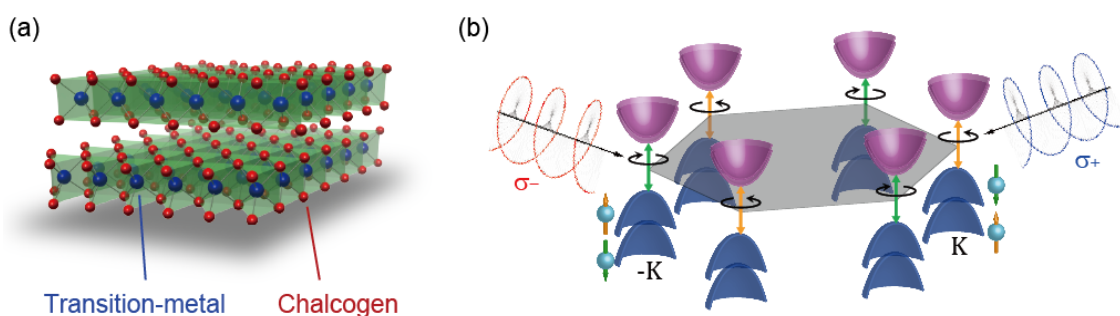 (a)
Transition-metal
Chalcogen
(b)
σ−
σ+
-K
K